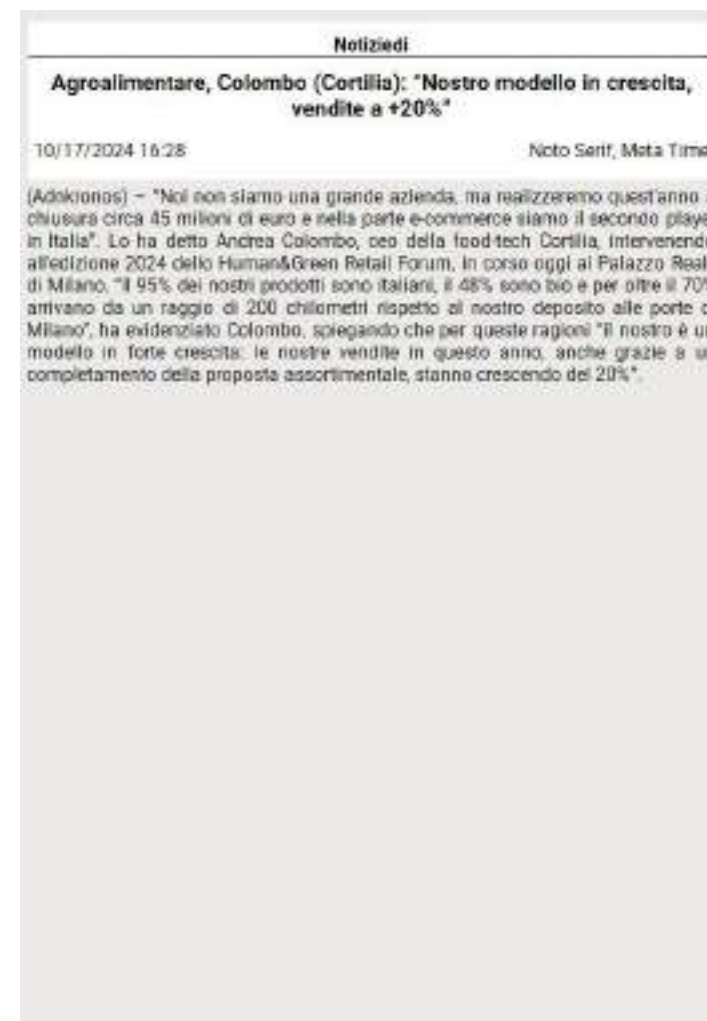 Notiziedi
Agroalimentare, Colombo (Cortilia): "Nostro modello in crescita,
vendite a +20%"
10/17/2024 16:28
Noto Serif, Meta Time
(Adnkronos) – "Noi non siamo una grande azienda, ma realizzeremo quest'anno a
chiusura circa 45 milioni di euro e nella parte e-commerce siamo il secondo playe
in Italia". Lo ha detto Andrea Colombo, ceo della food-tech Cortilia, intervenendo
all'edizione 2024 dello Human&Green Retail Forum, in corso oggi al Palazzo Real
di Milano. "Il 95% dei nostri prodotti sono italiani, il 48% sono bio e per oltre il 70%
arrivano da un raggio di 200 chilometri rispetto al nostro deposito alle porte d
Milano", ha evidenziato Colombo, spiegando che per queste ragioni "il nostro è un
modello in forte crescita: le nostre vendite in questo anno, anche grazie a un
completamento della proposta assortimentale, stanno crescendo del 20%".